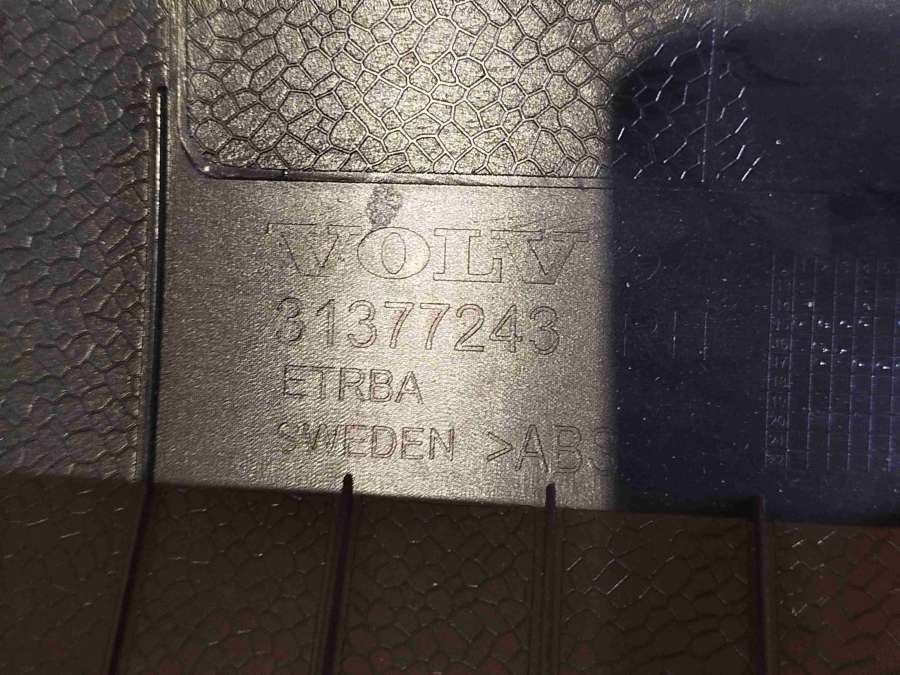 VOLV
31377243
ETRBA
SWEDEN >ABS